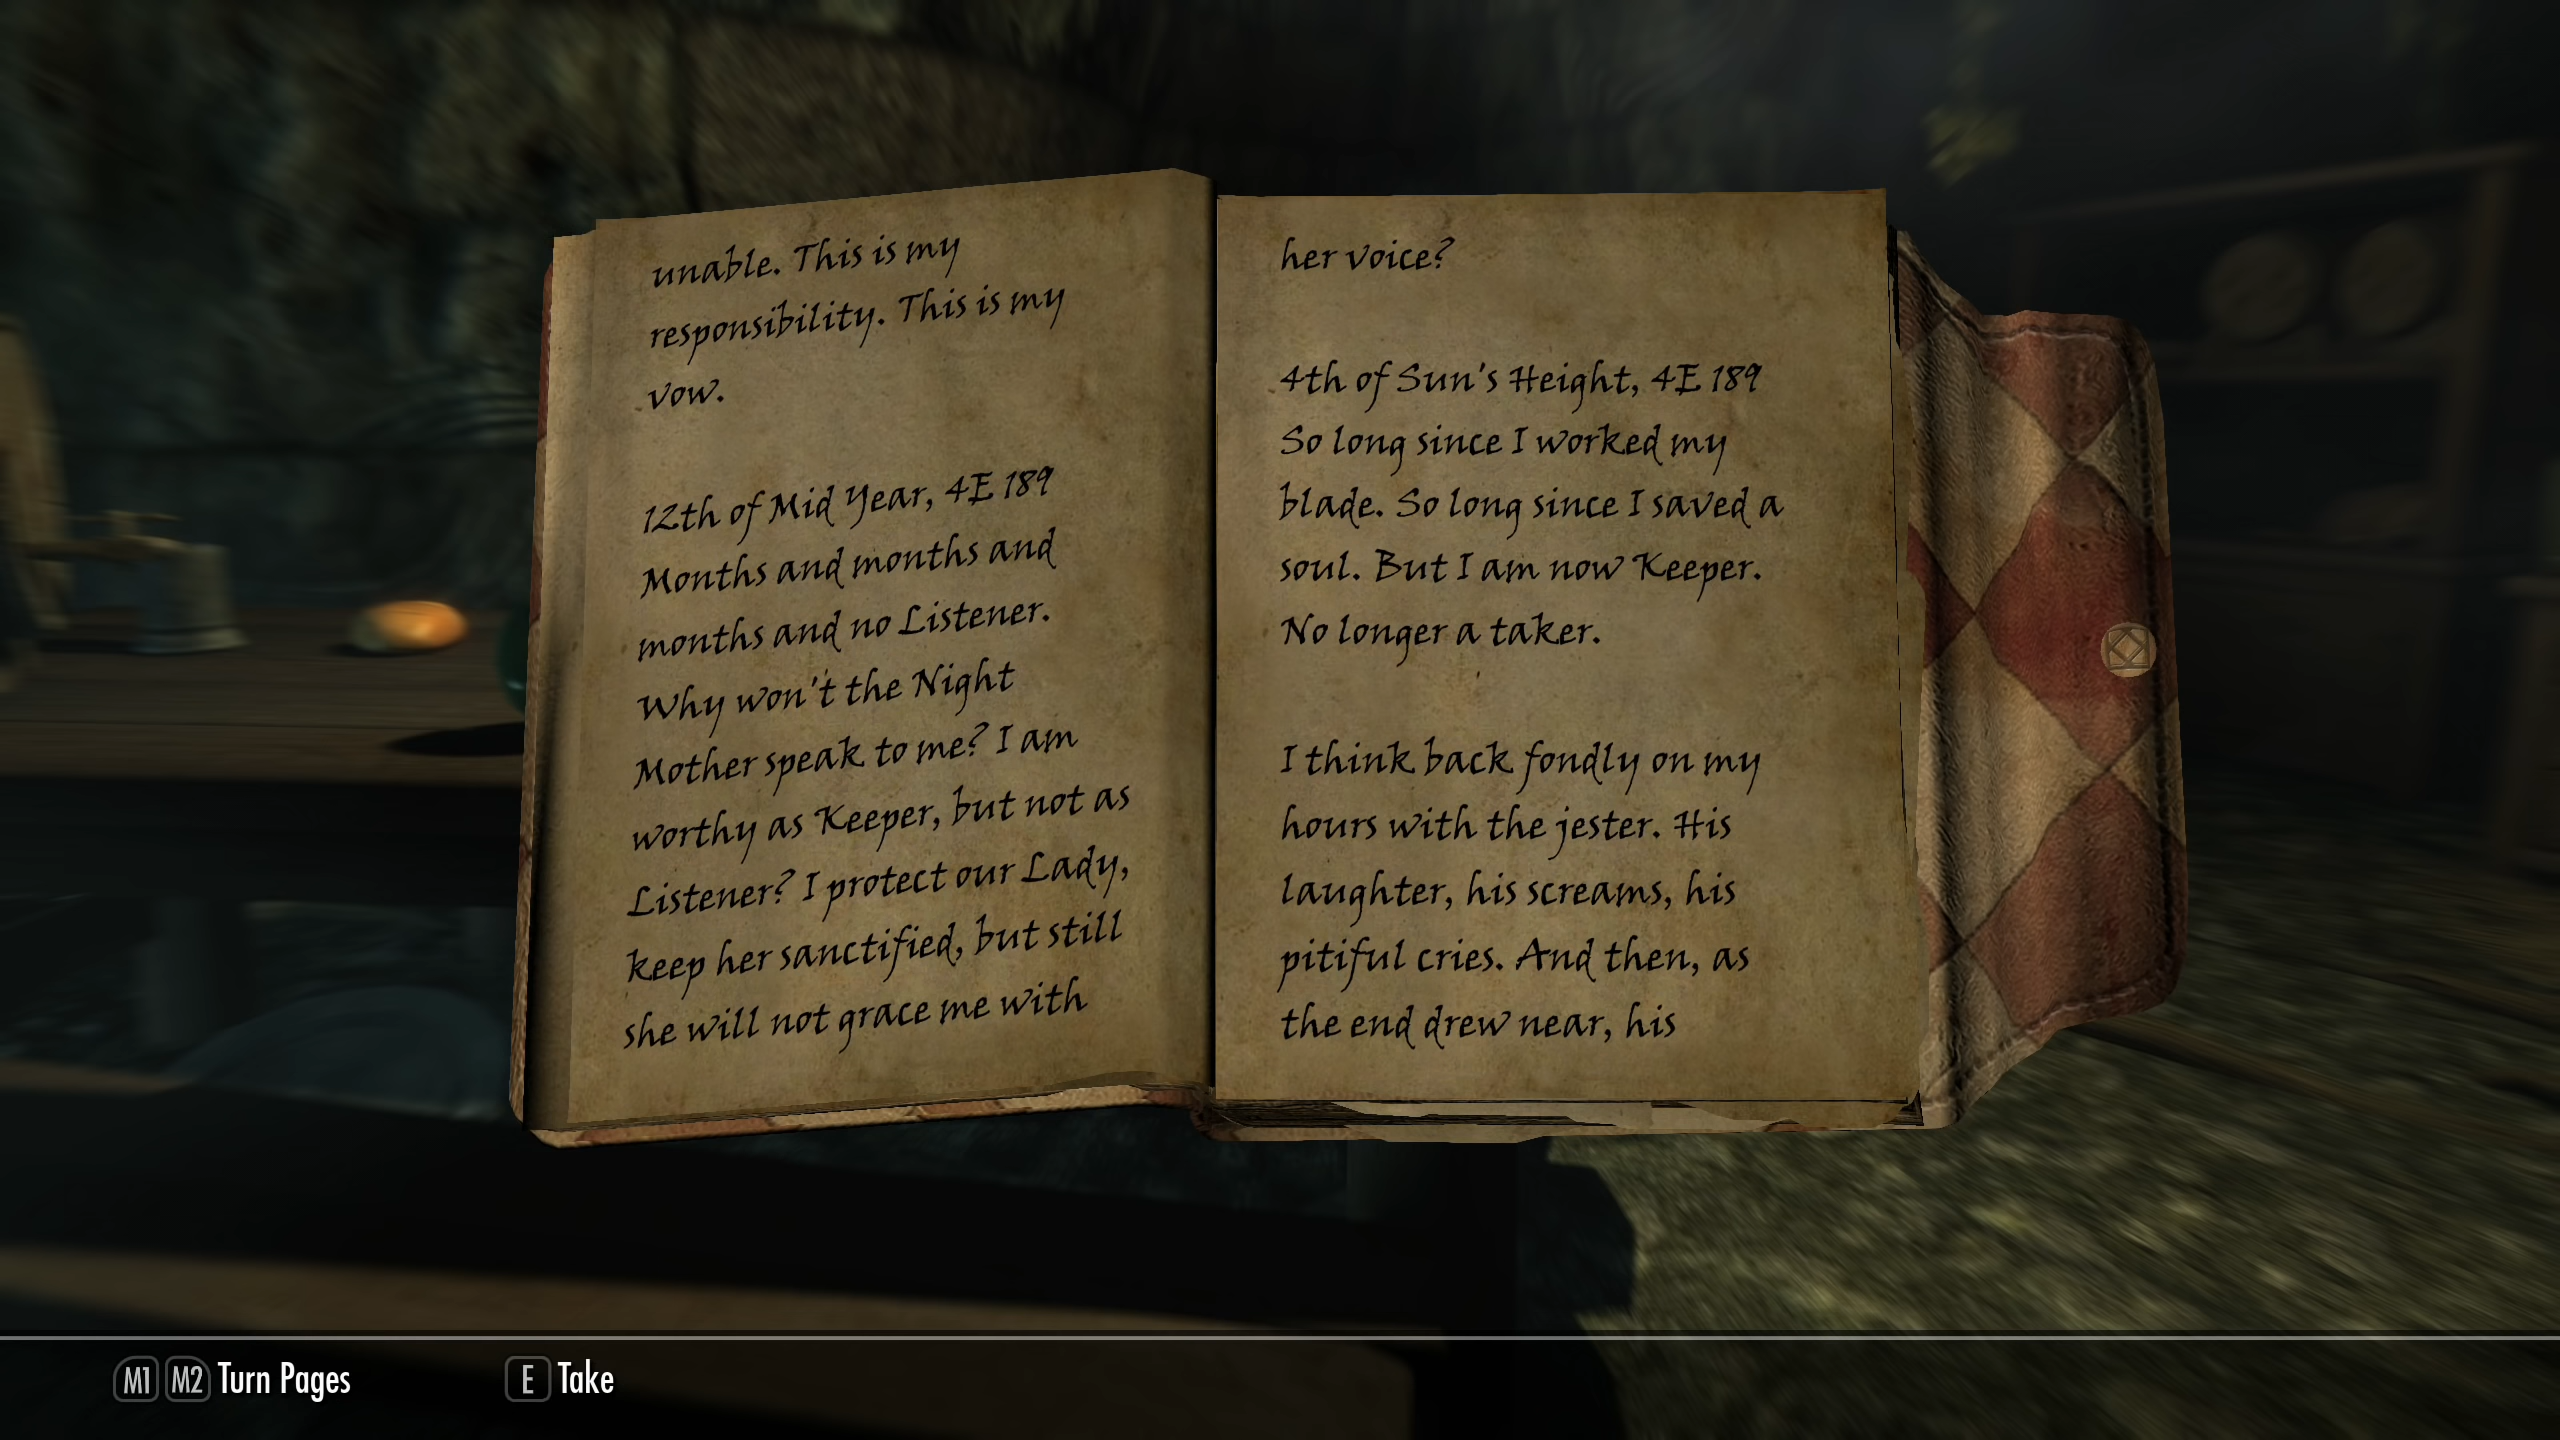 unable. This is my
responsibility. This is my
vow.
12th of Mid Year, 4E 189
Months and months and
months and no Listener.
Why won't the Night
Mother speak to me? I am
worthy as Keeper, but not as
Listener? I protect our Lady,
keep her sanctified, but still
she will not grace me with
her voice?
4th of Sun's Height, 4E 189
So long since I worked my
blade. So long since I saved a
soul. But I am now Keeper.
No longer a taker.
I think back fondly on my
hours with the jester. His
laughter, his screams, his
pitiful cries. And then, as
the end drew near, his
M1 M2 Turn Pages
E Take